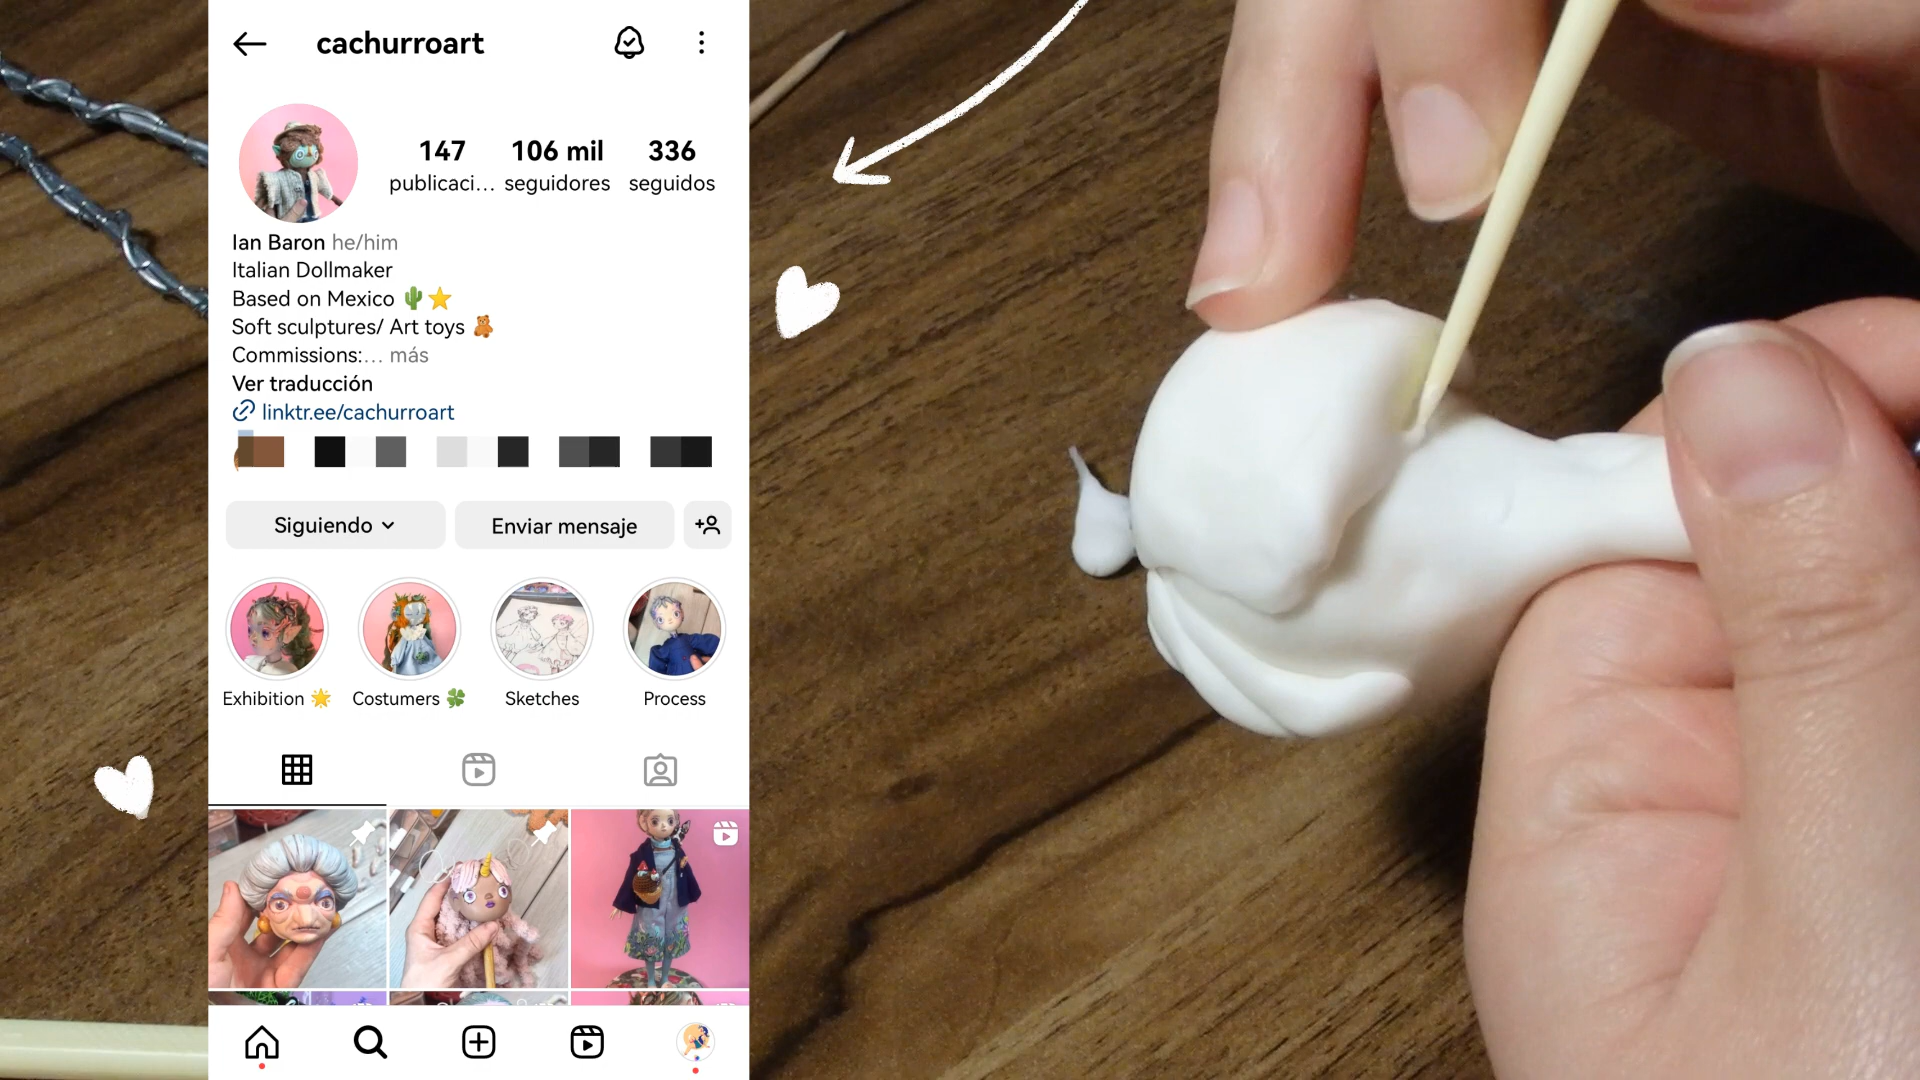 cachurroart
147 106 mil 336
publicaci... seguidores seguidos
Ian Baron he/him
Italian Dollmaker
Based on Mexico 🌵⭐
Soft sculptures/ Art toys 🧸
Commissions:... más
Ver traducción
linktr.ee/cachurroart
Siguiendo Enviar mensaje
Exhibition 🌟 Costumers 🍀 Sketches Process